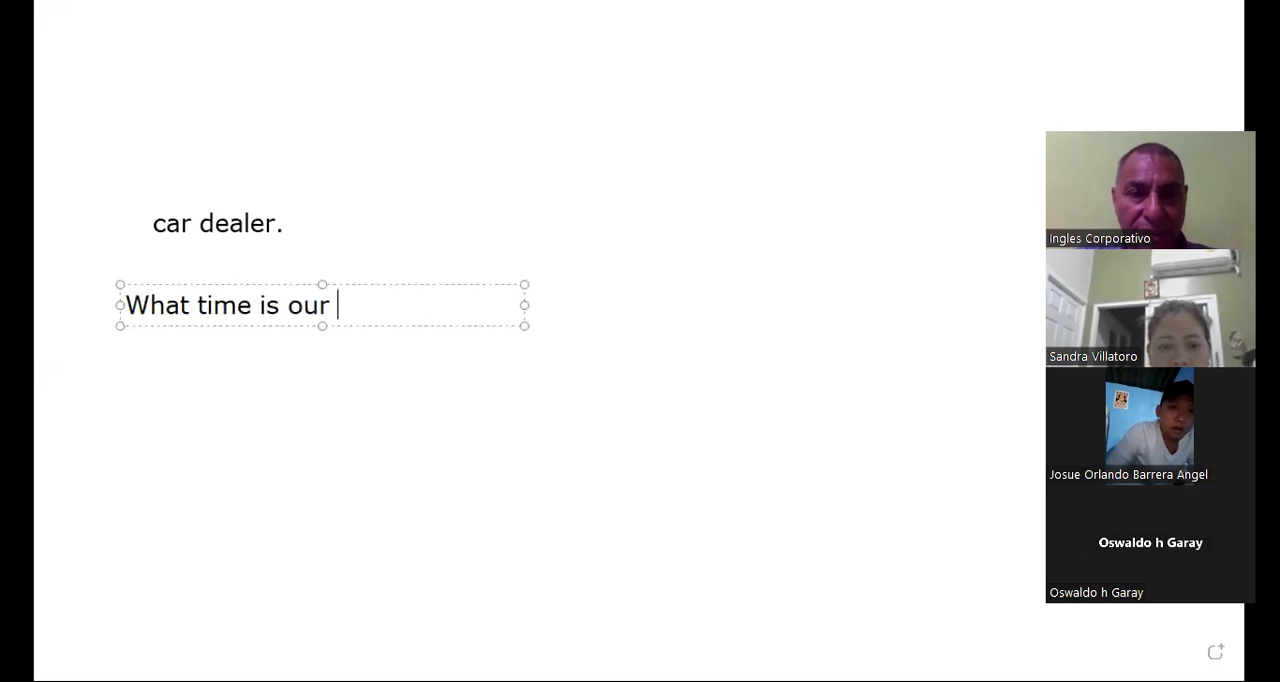 car dealer.
What time is our
Ingles Corporativo
Sandra Villatoro
Josue Orlando Barrera Angel
Oswaldo h Garay
Oswaldo h Garay